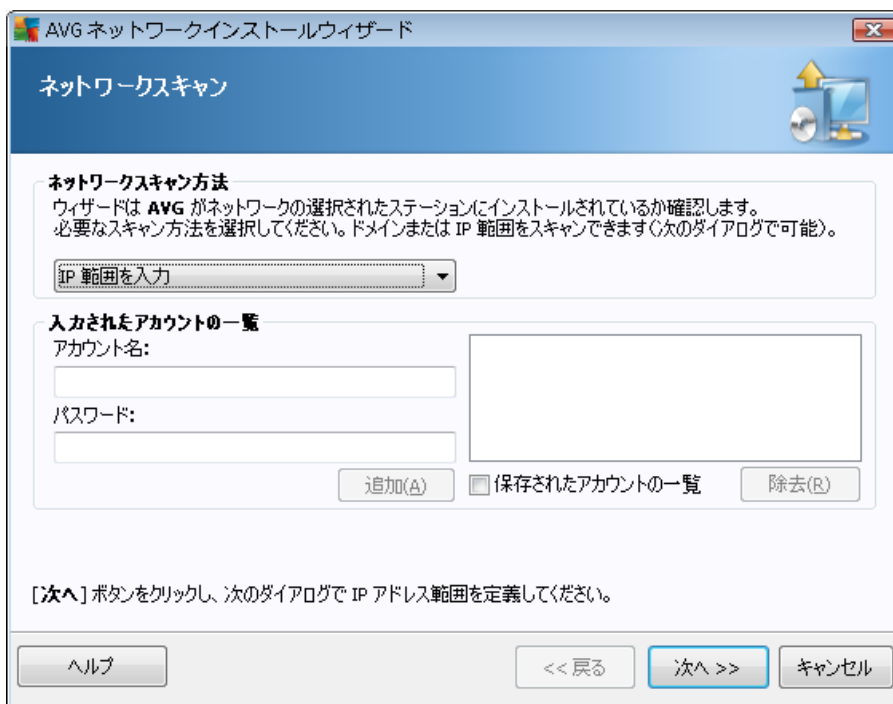 AVG ネットワークインストールウィザード
ネットワークスキャン
ネットワークスキャン方法
ウィザードは AVG がネットワークの選択されたステーションにインストールされているか確認します。
必要なスキャン方法を選択してください。ドメインまたは IP 範囲をスキャンできます(次のダイアログで可能)。
IP 範囲を入力
入力されたアカウントの一覧
アカウント名:
パスワード:
追加(A)
保存されたアカウントの一覧
除去(R)
[次へ] ボタンをクリックし、次のダイアログで IP アドレス範囲を定義してください。
ヘルプ
<< 戻る
次へ >>
キャンセル